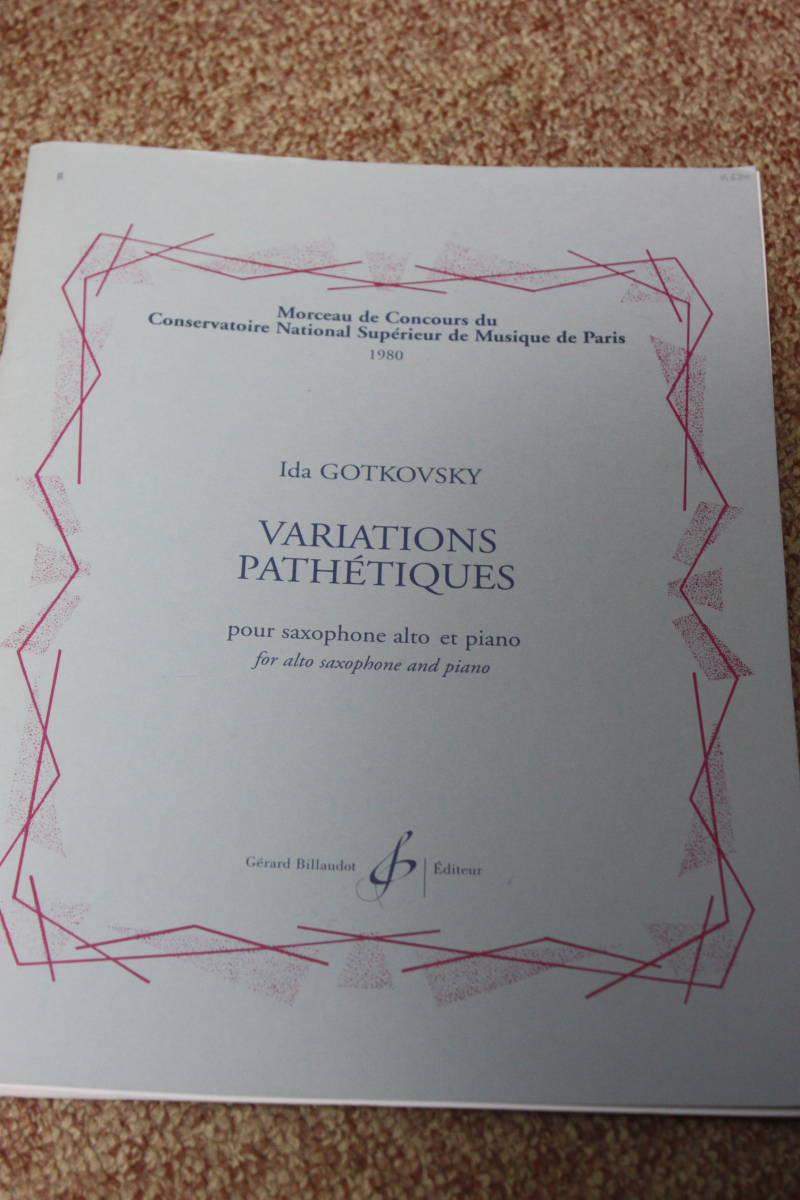 Morceau de Concours du
Conservatoire National Supérieur de Musique de Paris
1980
Ida GOTKOVSKY
VARIATIONS
PATHÉTIQUES
pour saxophone alto et piano
for alto saxophone and piano
Gérard Billaudot Éditeur